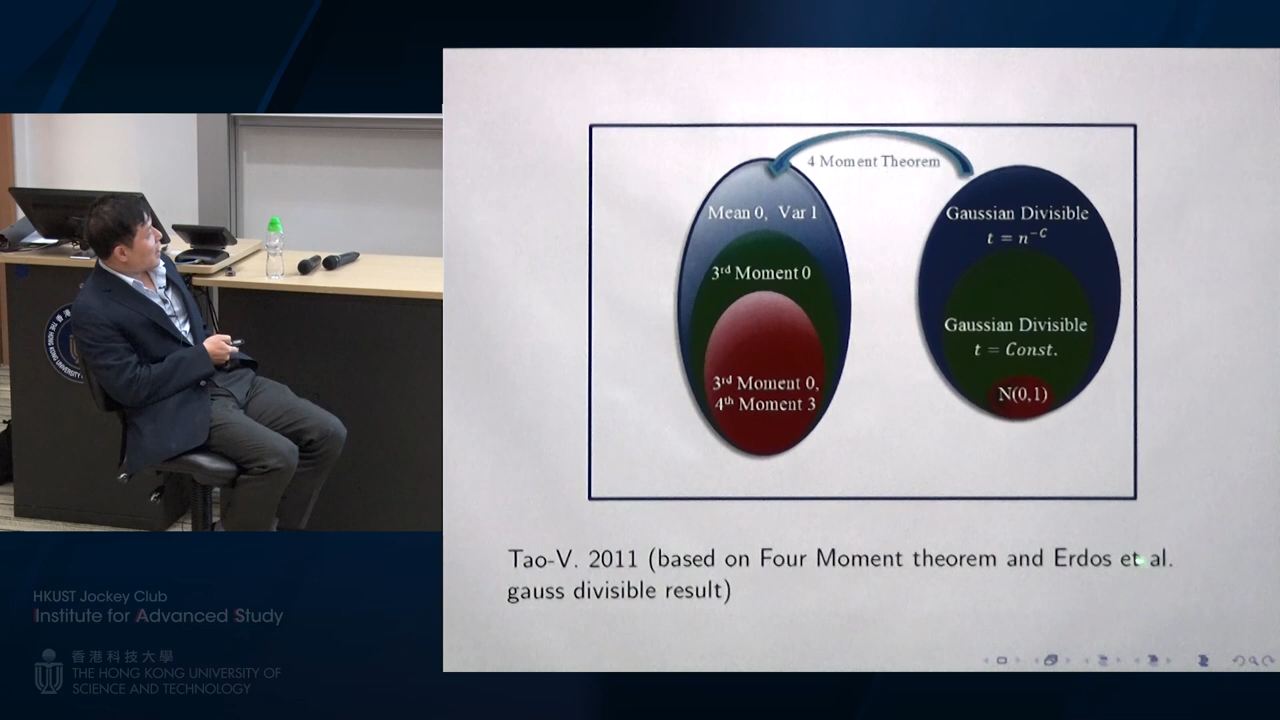 4 Moment Theorem
Mean 0, Var 1
3rd Moment 0
3rd Moment 0,
4th Moment 3
Gaussian Divisible
t = n^-C
Gaussian Divisible
t = Const.
N(0,1)
Tao-V. 2011 (based on Four Moment theorem and Erdos et al.
gauss divisible result)
HKUST Jockey Club
Institute for Advanced Study
香港科技大學
THE HONG KONG UNIVERSITY OF
SCIENCE AND TECHNOLOGY